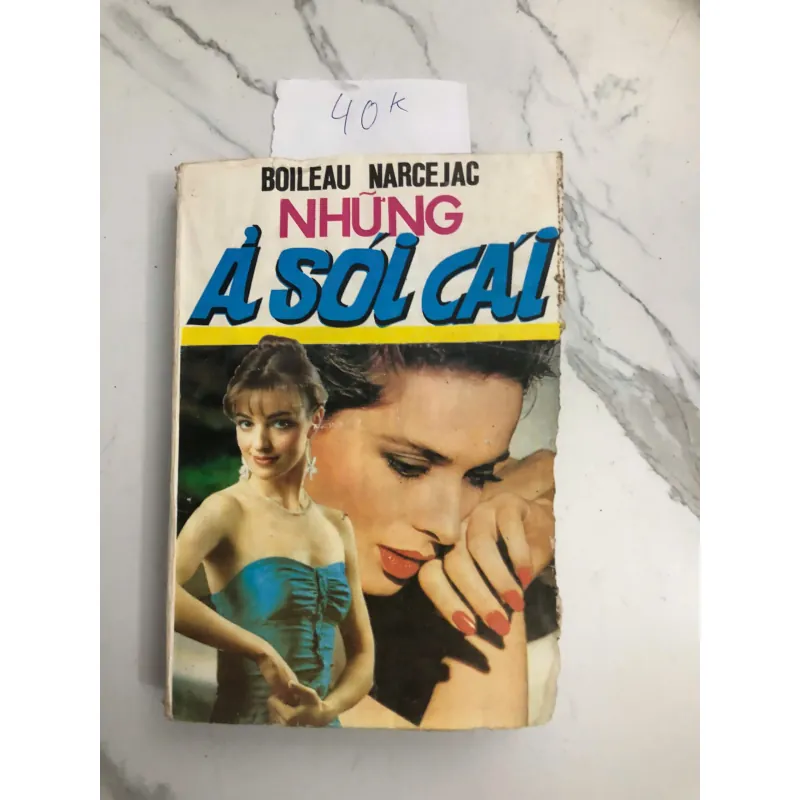 40k
BOILEAU NARCEJAC
NHỮNG
Ả SÓI CÁI